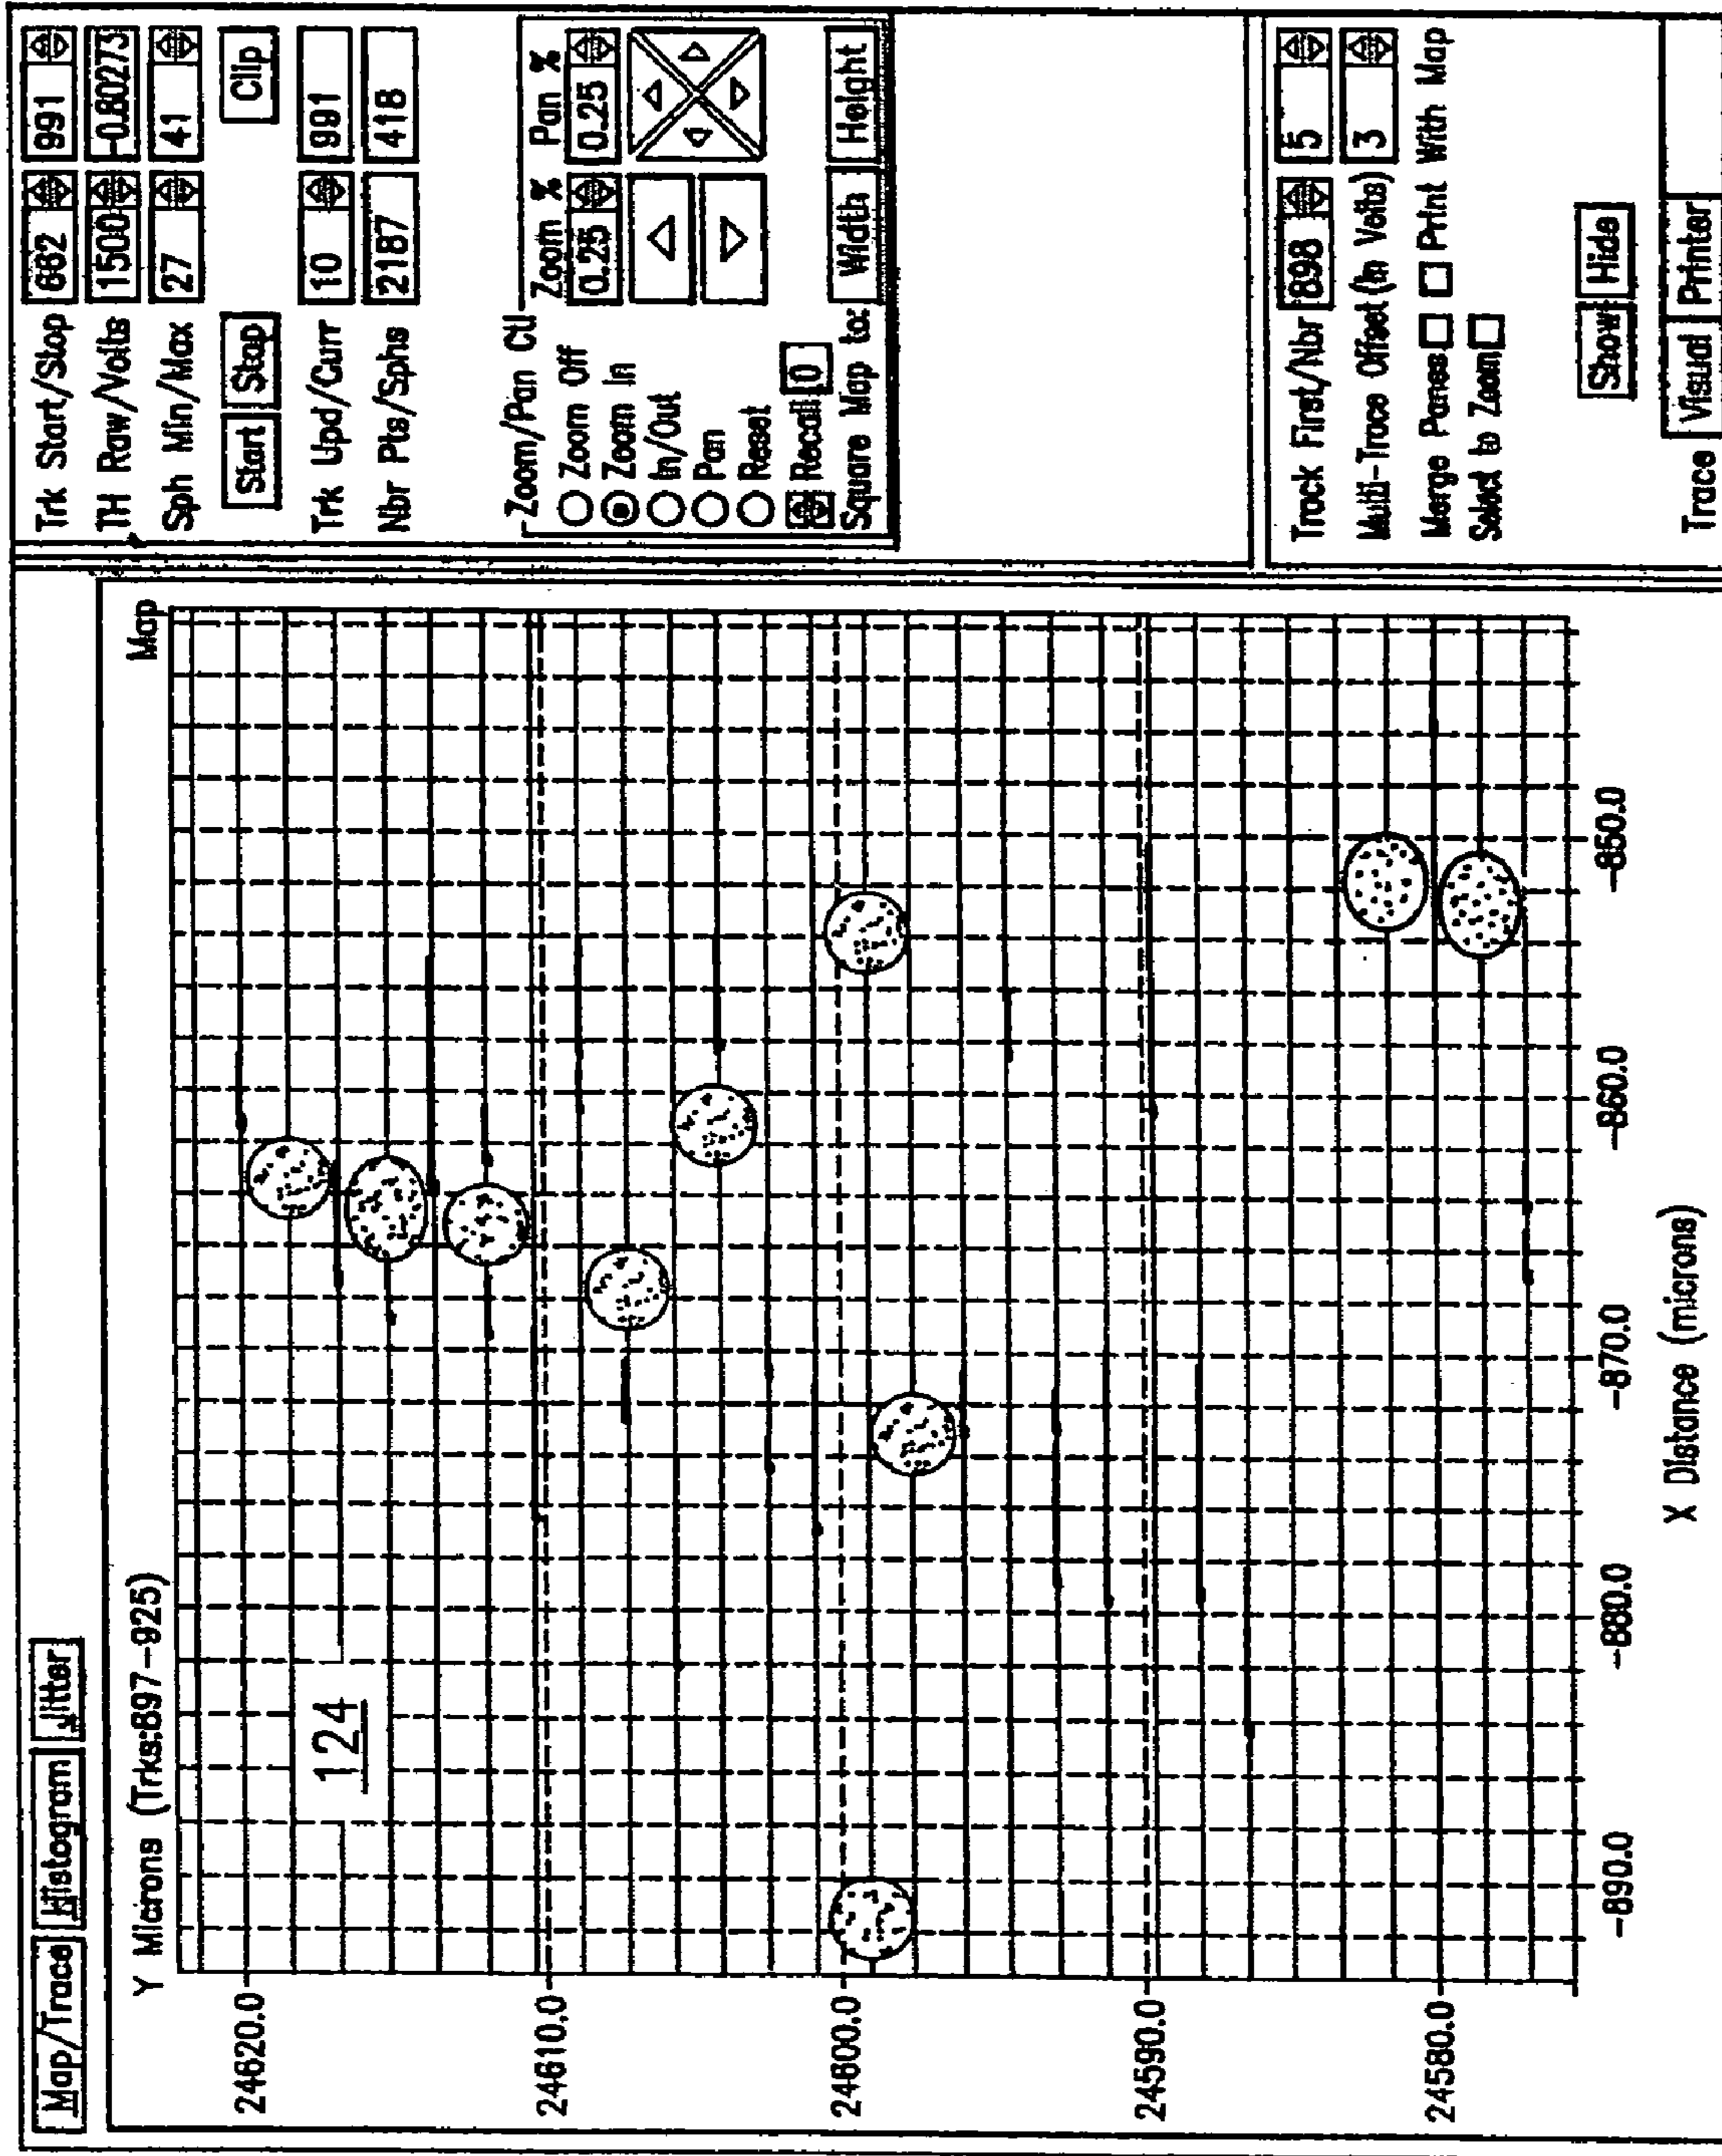 Map/Trace Histogram Jitter
Y Microns (Trks:897-925)
Map
124
24620.0
24610.0
24600.0
24590.0
24580.0
-890.0 -880.0 -870.0 -860.0 -850.0
X Distance (microns)
Trk Start/Stop 882 991
TH Raw/Volts 1500 -0.80273
Sph Min/Max 27 41
Start Stop Clip
Trk Upd/Curr 10 991
Nbr Pts/Sphs 2187 418
Zoom/Pan Ctl Zoom % Pan %
Zoom Off 0.25 0.25
Zoom In
In/Out
Pan
Reset
Recall 0
Square Map to: Width Height
Track First/Nbr 898 5
Multi-Trace Offset (In Volts) 3
Merge Panes Print With Map
Select to Zoom
Show Hide
Trace Visual Printer